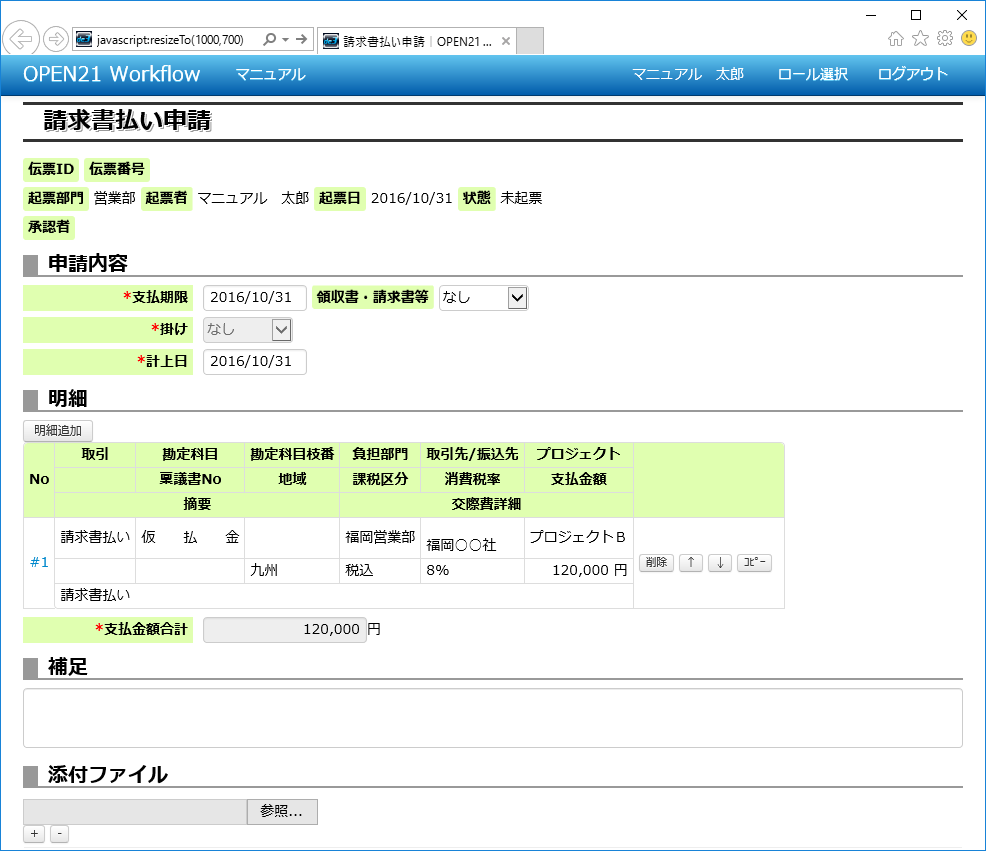 javascript:resizeTo(1000,700)
請求書払い申請 | OPEN21 ...
OPEN21 Workflow マニュアル マニュアル 太郎 ロール選択 ログアウト
請求書払い申請
伝票ID 伝票番号
起票部門 営業部 起票者 マニュアル 太郎 起票日 2016/10/31 状態 未起票
承認者
申請内容
*支払期限 2016/10/31 領収書・請求書等 なし
*掛け なし
*計上日 2016/10/31
明細
明細追加
No 取引 勘定科目 勘定科目枝番 負担部門 取引先/振込先 プロジェクト
稟議書No 地域 課税区分 消費税率 支払金額
摘要 交際費詳細
#1 請求書払い 仮 払 金 福岡営業部 福岡○○社 プロジェクトB 削除 ↑ ↓ コピー
九州 税込 8% 120,000 円
請求書払い
*支払金額合計 120,000 円
補足
添付ファイル
参照...
+ -